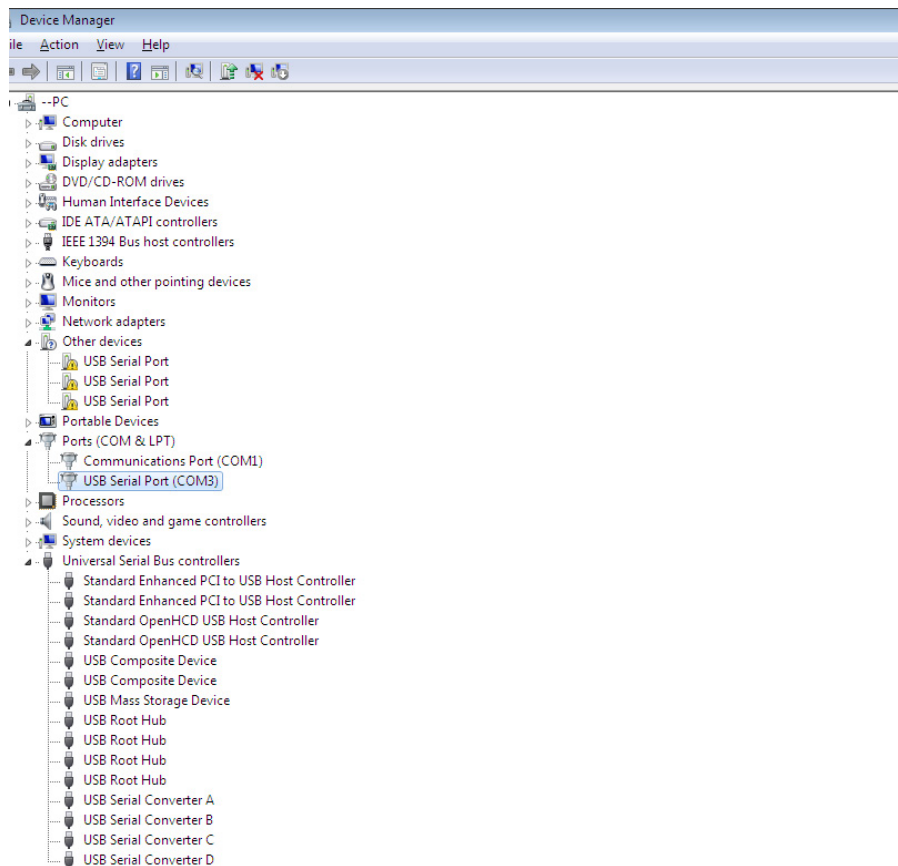 Device Manager
ile Action View Help
--PC
Computer
Disk drives
Display adapters
DVD/CD-ROM drives
Human Interface Devices
IDE ATA/ATAPI controllers
IEEE 1394 Bus host controllers
Keyboards
Mice and other pointing devices
Monitors
Network adapters
Other devices
USB Serial Port
USB Serial Port
USB Serial Port
Portable Devices
Ports (COM & LPT)
Communications Port (COM1)
USB Serial Port (COM3)
Processors
Sound, video and game controllers
System devices
Universal Serial Bus controllers
Standard Enhanced PCI to USB Host Controller
Standard Enhanced PCI to USB Host Controller
Standard OpenHCD USB Host Controller
Standard OpenHCD USB Host Controller
USB Composite Device
USB Composite Device
USB Mass Storage Device
USB Root Hub
USB Root Hub
USB Root Hub
USB Root Hub
USB Serial Converter A
USB Serial Converter B
USB Serial Converter C
USB Serial Converter D